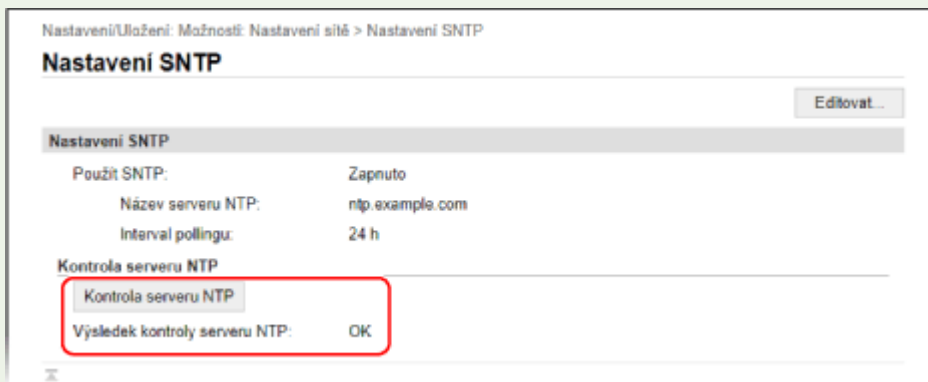 Nastavení/Uložení: Možnosti: Nastavení sítě > Nastavení SNTP
Nastavení SNTP
Editovat...
Nastavení SNTP
Použít SNTP: Zapnuto
Název serveru NTP: ntp.example.com
Interval pollingu: 24 h
Kontrola serveru NTP
Kontrola serveru NTP
Výsledek kontroly serveru NTP: OK